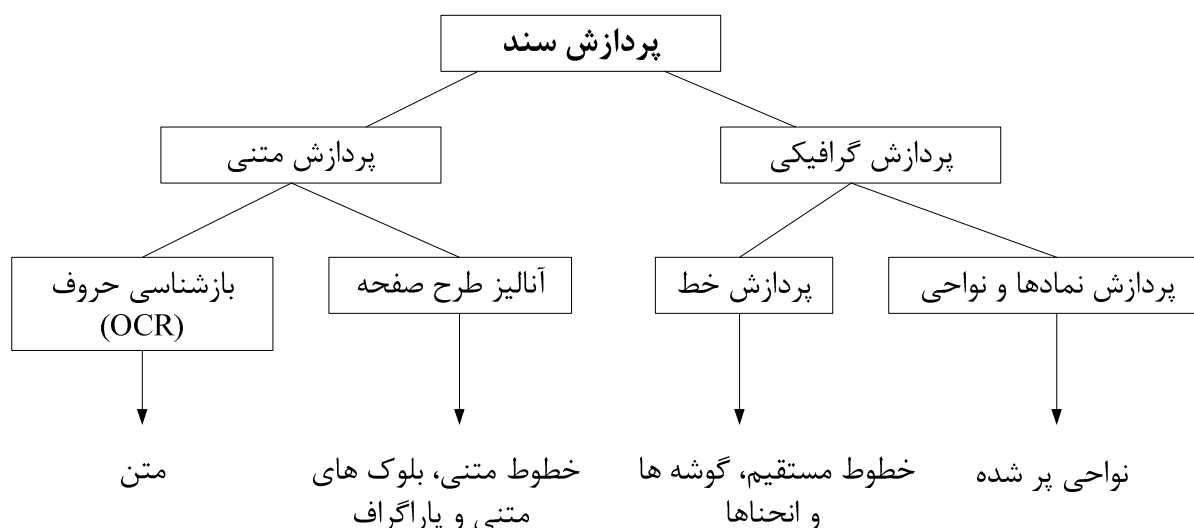 پردازش سند
پردازش گرافیکی
پردازش متنی
پردازش نمادها و نواحی
پردازش خط
آنالیز طرح صفحه
بازشناسی حروف
(OCR)
نواحی پر شده
خطوط مستقیم، گوشه ها
و انحناها
خطوط متنی، بلوک های
متنی و پاراگراف
متن